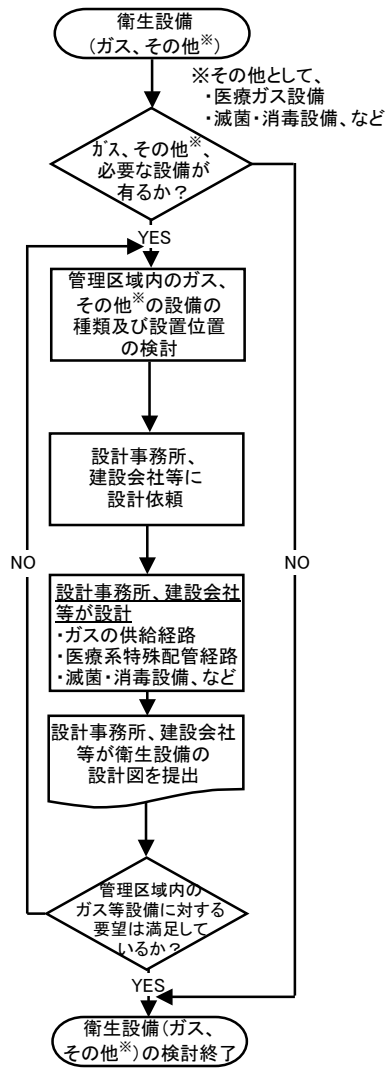 衛生設備
(ガス、その他※)
※その他として、
・医療ガス設備
・滅菌・消毒設備、など
ガス、その他※、
必要な設備が
有るか？
YES
管理区域内のガス、
その他※の設備の
種類及び設置位置
の検討
設計事務所、
建設会社等に
設計依頼
NO
NO
設計事務所、建設会社
等が設計
・ガスの供給経路
・医療系特殊配管経路
・滅菌・消毒設備、など
設計事務所、建設会社
等が衛生設備の
設計図を提出
管理区域内の
ガス等設備に対する
要望は満足して
いるか？
YES
衛生設備(ガス、
その他※)の検討終了